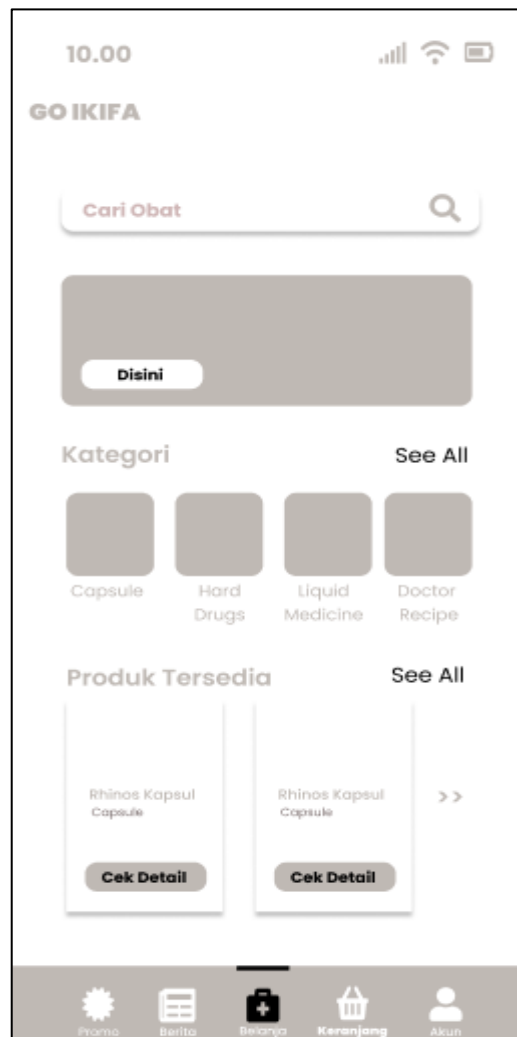 10.00
GO IKIFA
Cari Obat
Disini
Kategori
See All
Capsule
Hard
Drugs
Liquid
Medicine
Doctor
Recipe
Produk Tersedia
See All
Rhinos Kapsul
Capsule
Cek Detail
Rhinos Kapsul
Capsule
Cek Detail
>>
Promo
Berita
Belanja
Keranjang
Akun